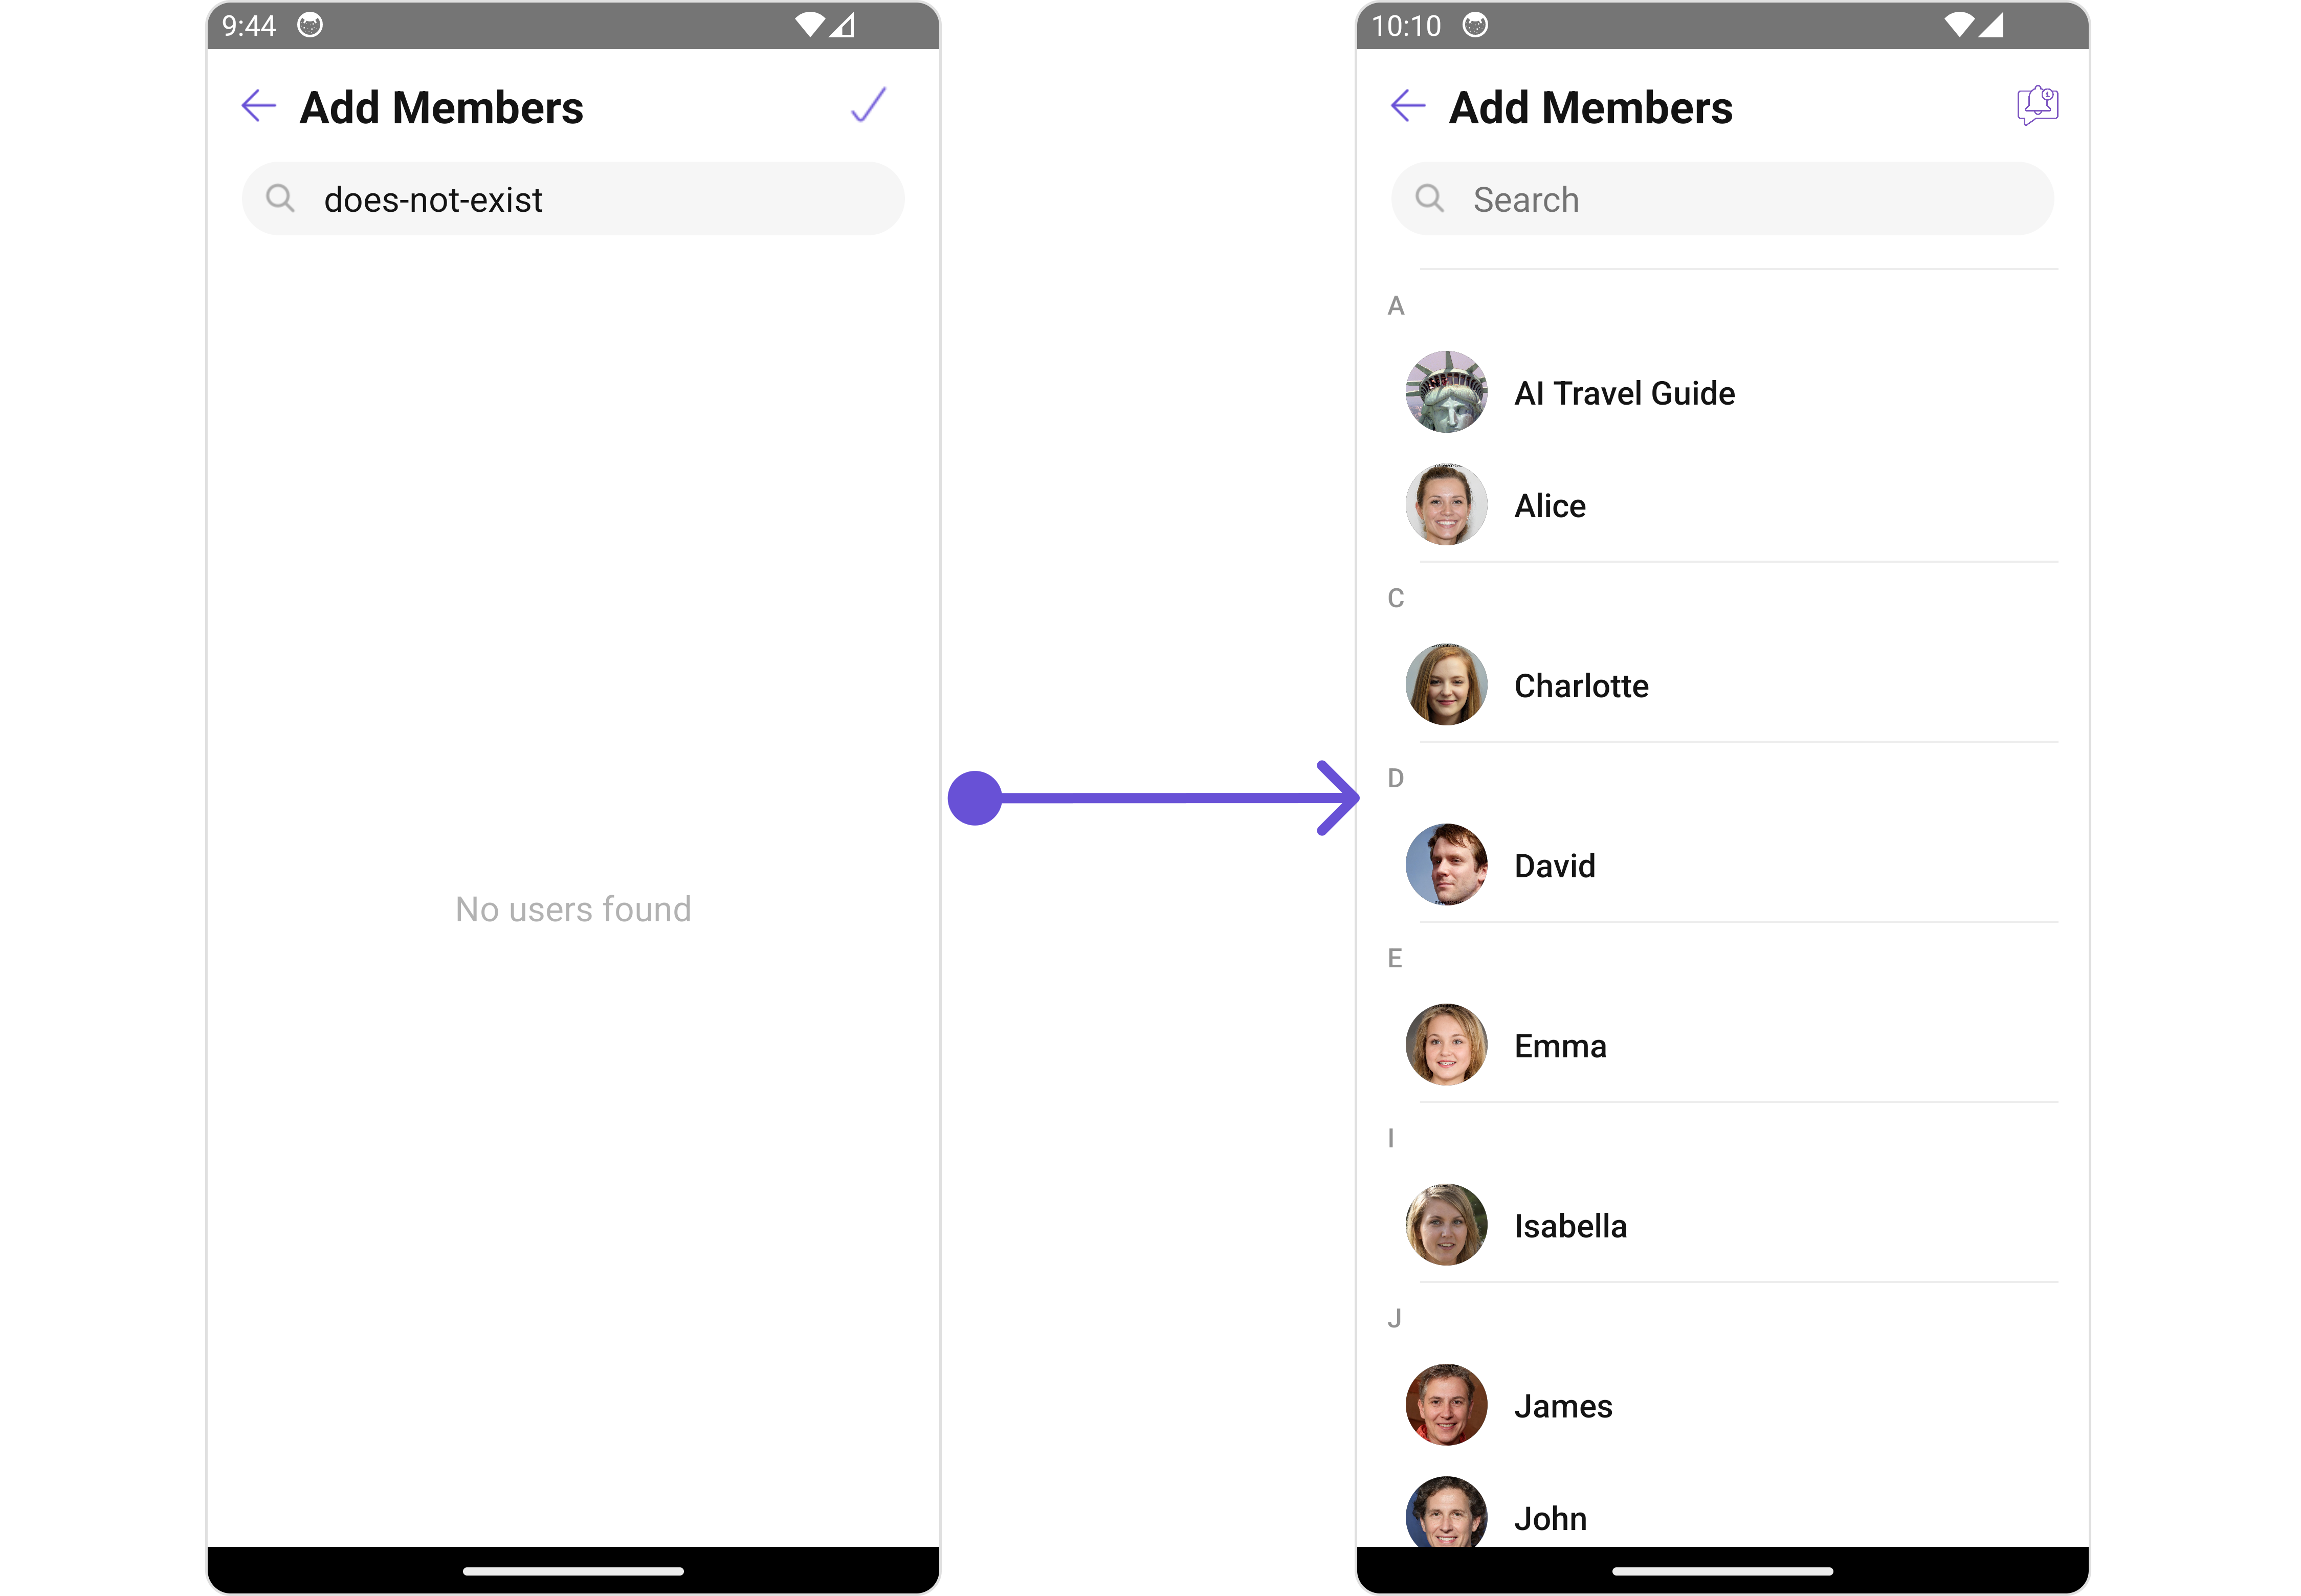 9:44
Add Members
does-not-exist
No users found
10:10
Add Members
1
Search
A
AI Travel Guide
Alice
C
Charlotte
D
David
E
Emma
I
Isabella
J
James
John